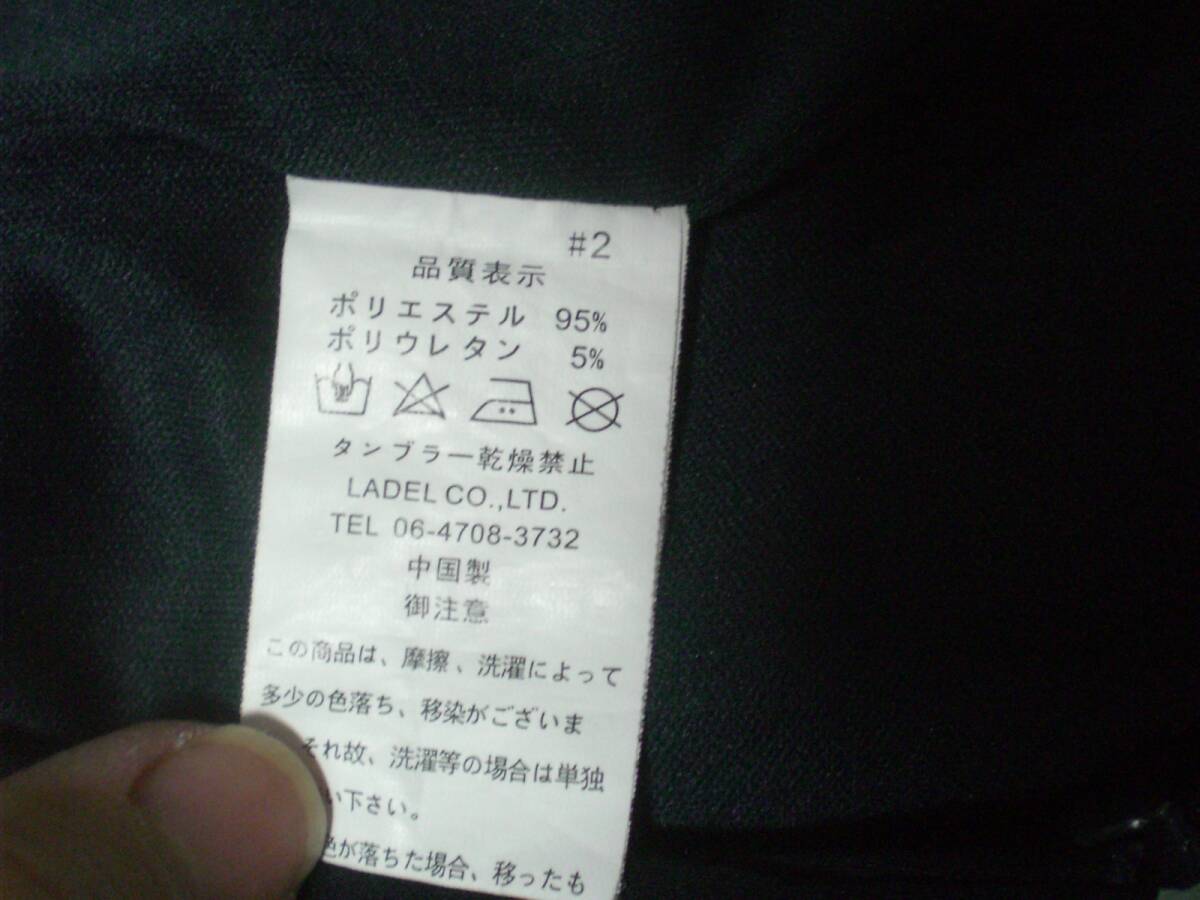 #2
品質表示
ポリエステル 95%
ポリウレタン 5%
タンブラー乾燥禁止
LADEL CO.,LTD.
TEL 06-4708-3732
中国製
御注意
この商品は、摩擦、洗濯によって
多少の色落ち、移染がございま
それ故、洗濯等の場合は単独
い下さい。
色が落ちた場合、移ったも